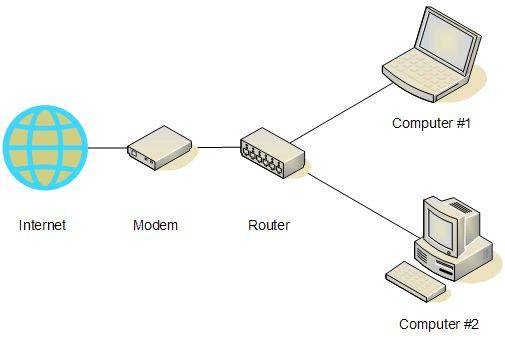 Computer #1
Internet
Modem
Router
Computer #2